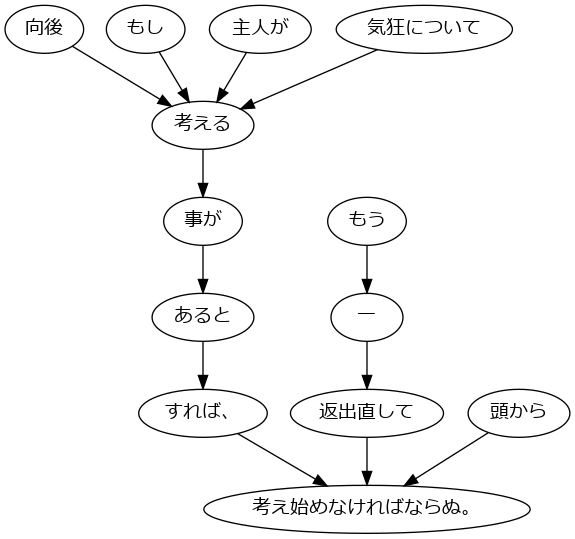 向後
もし
主人が
気狂について
考える
事が
もう
あると
一
すれば、
返出直して
頭から
考え始めなければならぬ。